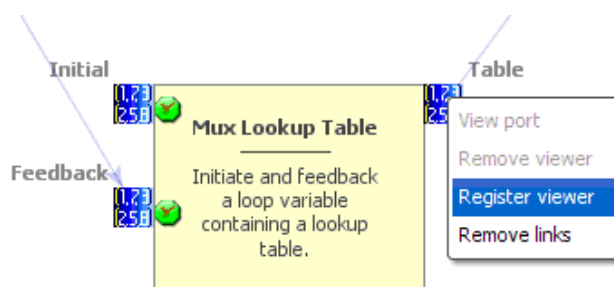 Initial
Table
Mux Lookup Table
View port
Remove viewer
Feedback
Initiate and feedback
Register viewer
a loop variable
containing a lookup
Remove links
table.